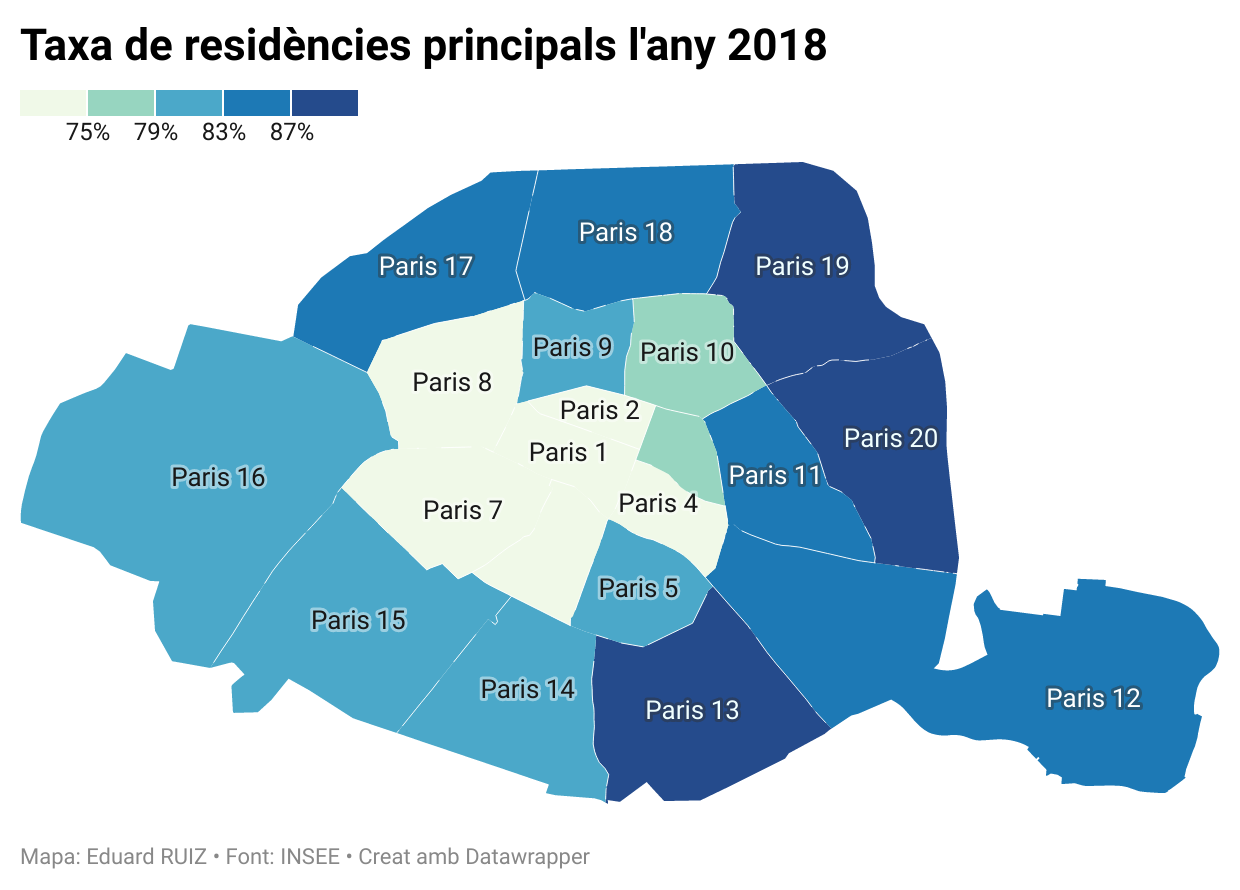 Taxa de residències principals l'any 2018
75% 79% 83% 87%
Paris 18
Paris 17
Paris 19
Paris 9
Paris 10
Paris 8
Paris 2
Paris 20
Paris 1
Paris 11
Paris 16
Paris 4
Paris 7
Paris 5
Paris 15
Paris 14
Paris 12
Paris 13
Mapa: Eduard RUIZ • Font: INSEE • Creat amb Datawrapper